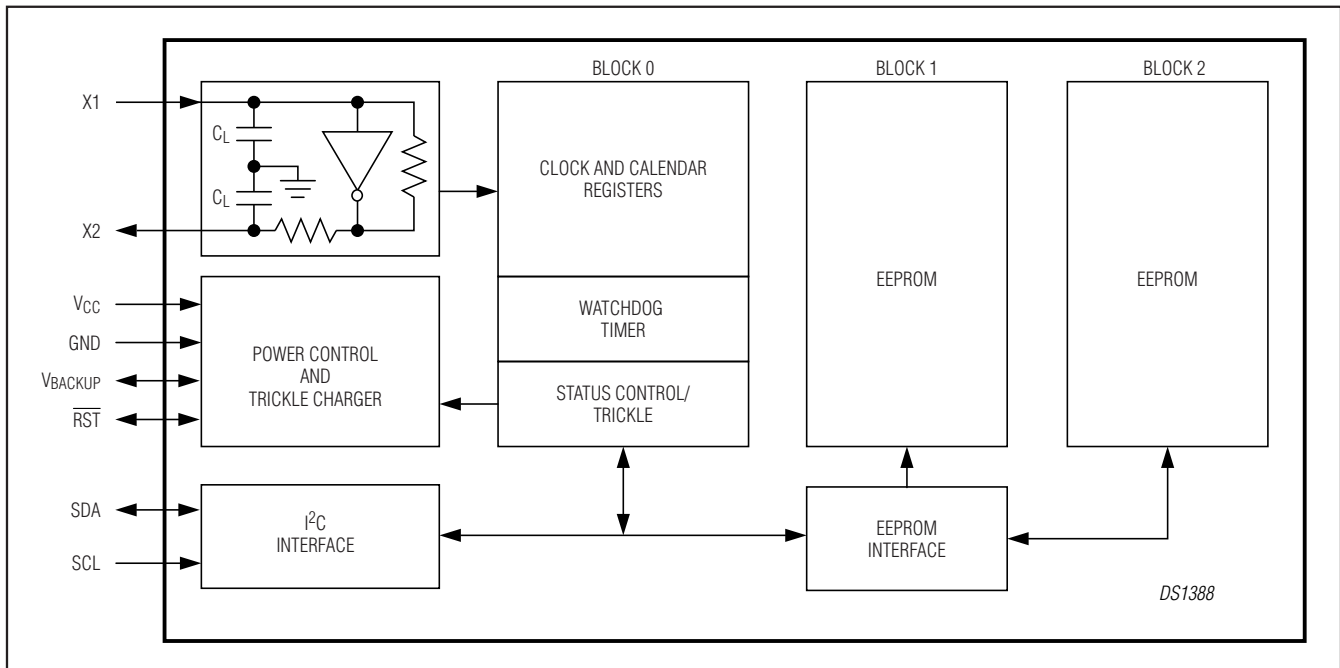 BLOCK 0
BLOCK 1
BLOCK 2
X1
CL
CL
X2
CLOCK AND CALENDAR
REGISTERS
WATCHDOG
TIMER
STATUS CONTROL/
TRICKLE
EEPROM
EEPROM
VCC
GND
VBACKUP
RST
POWER CONTROL
AND
TRICKLE CHARGER
SDA
SCL
I²C
INTERFACE
EEPROM
INTERFACE
DS1388